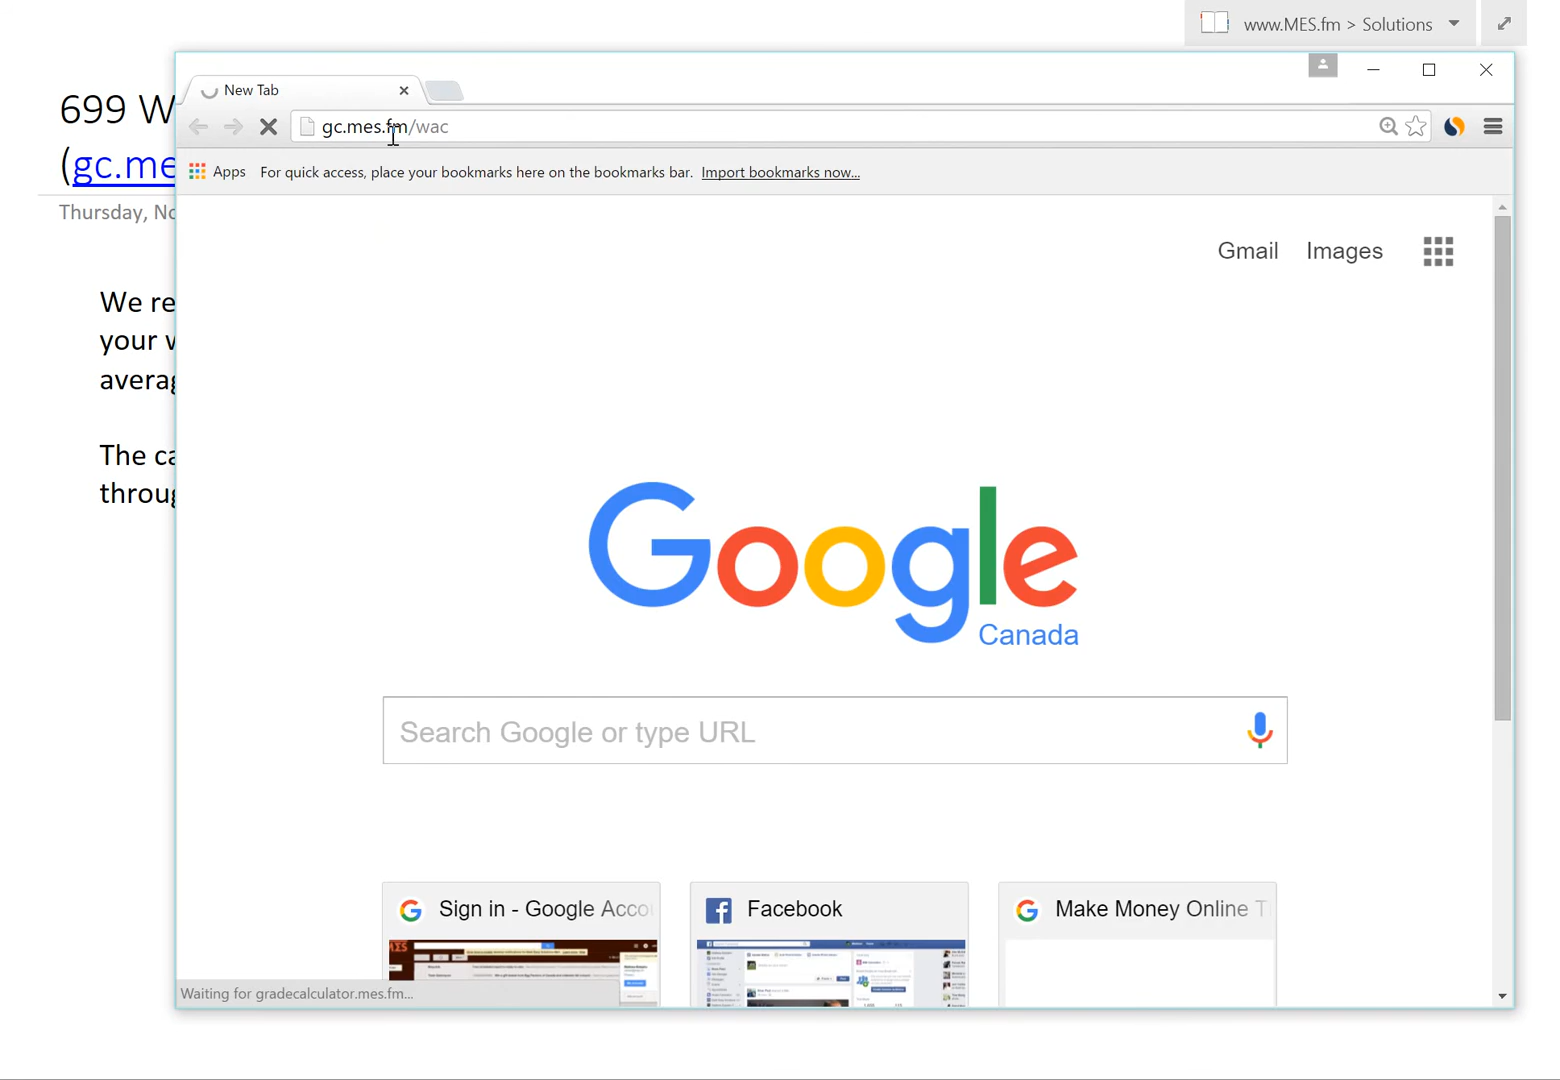 www.MES.fm > Solutions
699 W
(gc.me
Thursday, No
We re
your w
averag
The ca
throug
New Tab
gc.mes.fm/wac
Apps For quick access, place your bookmarks here on the bookmarks bar. Import bookmarks now...
Gmail Images
Google
Canada
Search Google or type URL
Sign in - Google Acco
Facebook
Make Money Online T
Waiting for gradecalculator.mes.fm...